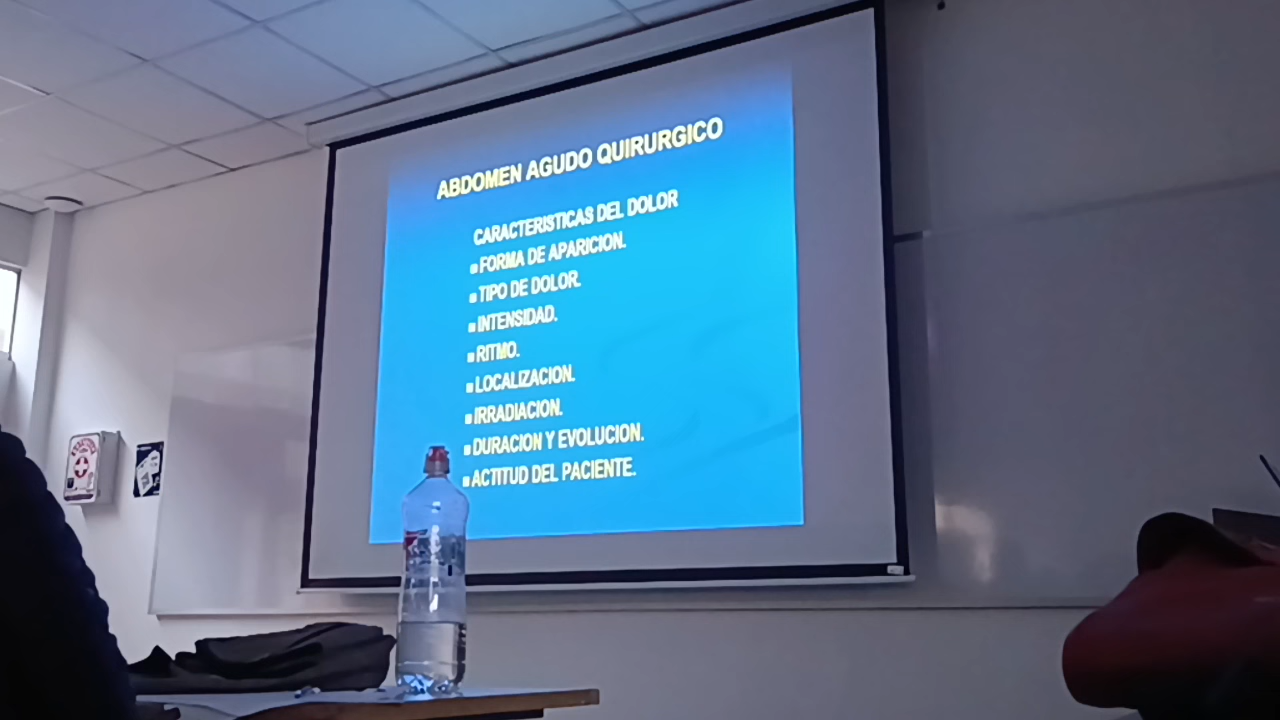 ABDOMEN AGUDO QUIRURGICO
CARACTERISTICAS DEL DOLOR
FORMA DE APARICION.
TIPO DE DOLOR.
INTENSIDAD.
RITMO.
LOCALIZACION.
IRRADIACION.
DURACION Y EVOLUCION.
ACTITUD DEL PACIENTE.